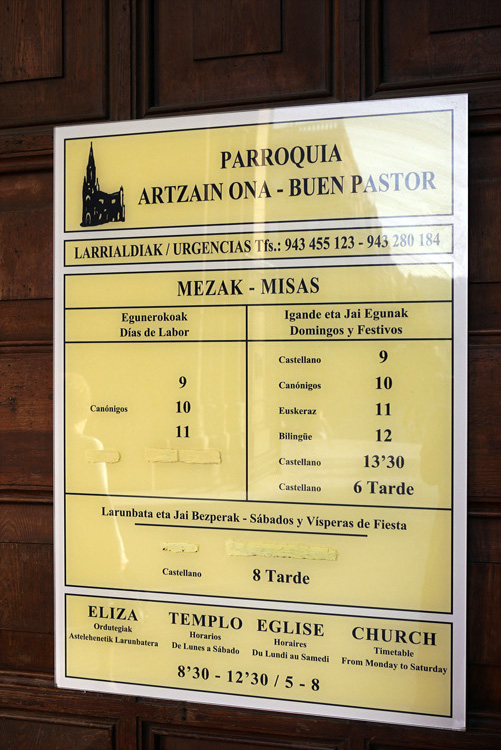 PARROQUIA
ARTZAIN ONA - BUEN PASTOR
LARRIALDIAK / URGENCIAS Tfs.: 943 455 123 - 943 280 184
MEZAK - MISAS
Egunerokoak
Días de Labor
9
Canónigos 10
11
Igande eta Jai Egunak
Domingos y Festivos
Castellano 9
Canónigos 10
Euskeraz 11
Bilingüe 12
Castellano 13'30
Castellano 6 Tarde
Larunbata eta Jai Bezperak - Sábados y Vísperas de Fiesta
Castellano 8 Tarde
ELIZA
Ordutegiak
Astelehenetik Larunbatera
TEMPLO
Horarios
De Lunes a Sábado
EGLISE
Horaires
Du Lundi au Samedi
CHURCH
Timetable
From Monday to Saturday
8'30 - 12'30 / 5 - 8